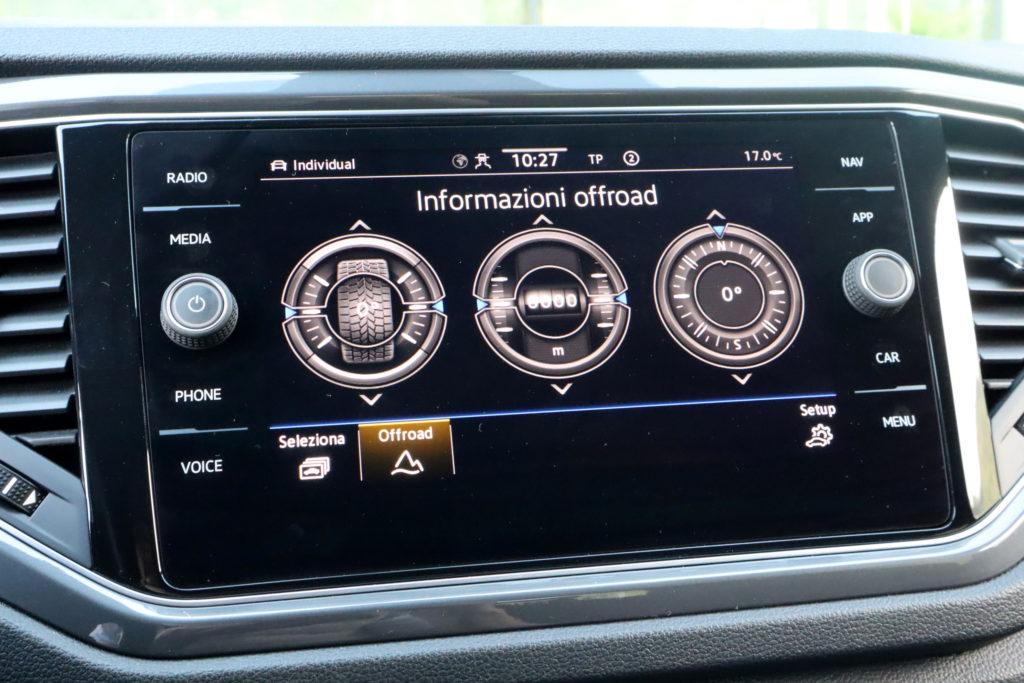 RADIO
MEDIA
PHONE
VOICE
Individual
10:27
TP
2
17.0°C
Informazioni offroad
0°
m
N
S
0°
Seleziona
Offroad
Setup
NAV
APP
CAR
MENU